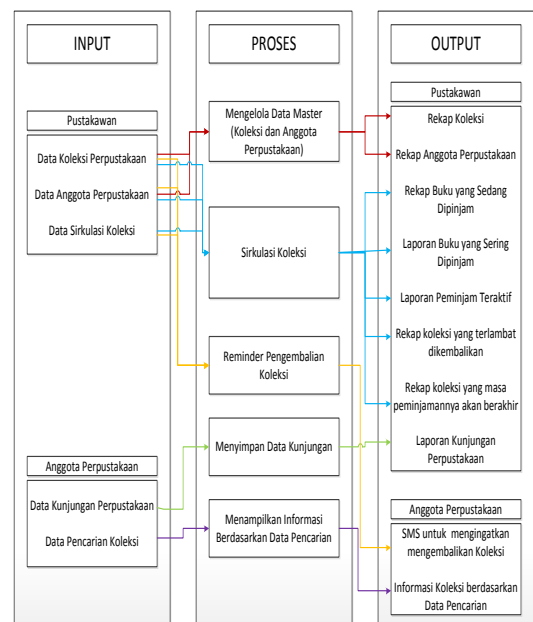 INPUT
Pustakawan
Data Koleksi Perpustakaan
Data Anggota Perpustakaan
Data Sirkulasi Koleksi
Anggota Perpustakaan
Data Kunjungan Perpustakaan
Data Pencarian Koleksi
PROSES
Mengelola Data Master
(Koleksi dan Anggota
Perpustakaan)
Sirkulasi Koleksi
Reminder Pengembalian
Koleksi
Menyimpan Data Kunjungan
Menampilkan Informasi
Berdasarkan Data Pencarian
OUTPUT
Pustakawan
Rekap Koleksi
Rekap Anggota Perpustakaan
Rekap Buku yang Sedang
Dipinjam
Laporan Buku yang Sering
Dipinjam
Laporan Peminjam Teraktif
Rekap koleksi yang terlambat
dikembalikan
Rekap koleksi yang masa
peminjamannya akan berakhir
Laporan Kunjungan
Perpustakaan
Anggota Perpustakaan
SMS untuk mengingatkan
mengembalikan Koleksi
Informasi Koleksi berdasarkan
Data Pencarian